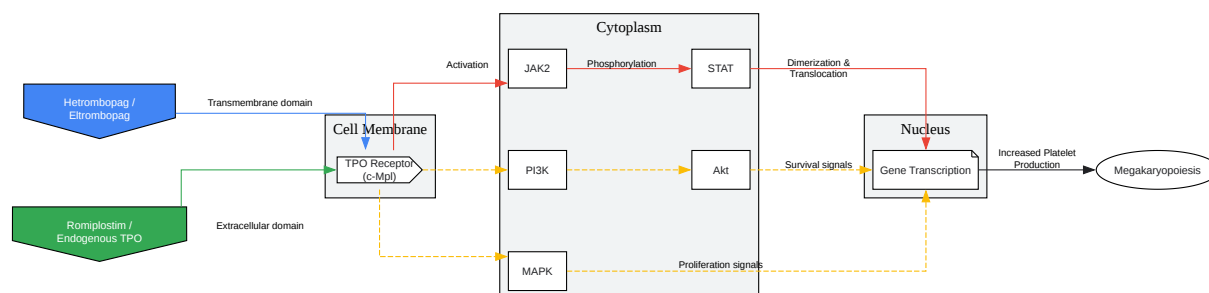 Cytoplasm
Activation
JAK2
Phosphorylation
STAT
Dimerization &
Translocation
Hetrombopag /
Eltrombopag
Transmembrane domain
Cell Membrane
TPO Receptor
(c-Mpl)
PI3K
Akt
Survival signals
Nucleus
Gene Transcription
Increased Platelet
Production
Megakaryopoiesis
Romiplostim /
Endogenous TPO
Extracellular domain
MAPK
Proliferation signals